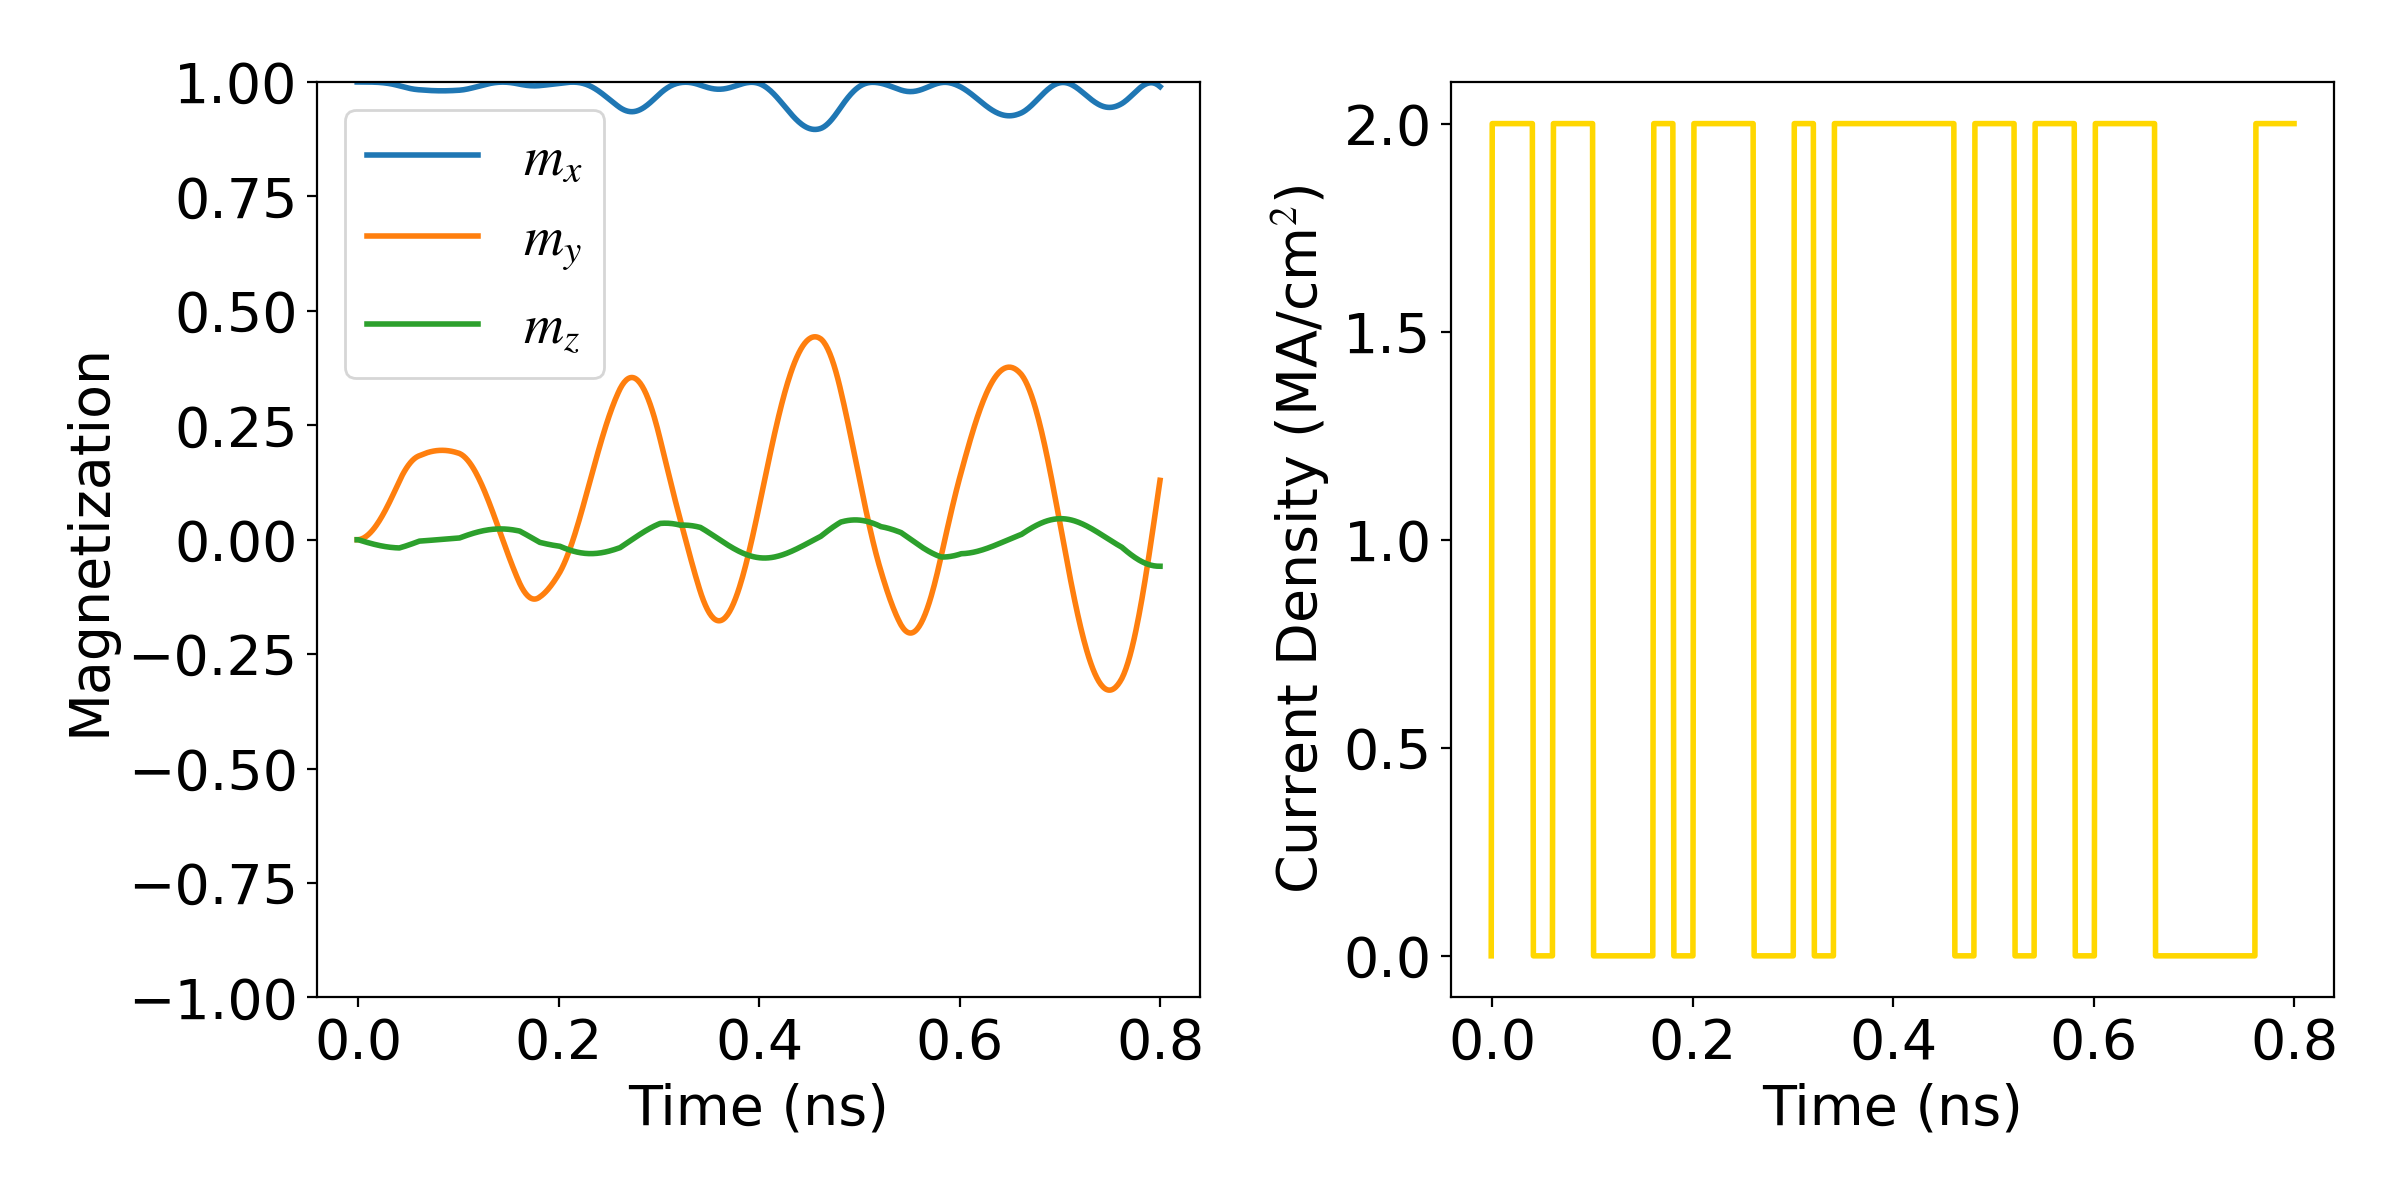 Magnetization
1.00
0.75
0.50
0.25
0.00
−0.25
−0.50
−0.75
−1.00
m_x
m_y
m_z
0.0 0.2 0.4 0.6 0.8
Time (ns)
Current Density (MA/cm²)
2.0
1.5
1.0
0.5
0.0
0.0 0.2 0.4 0.6 0.8
Time (ns)